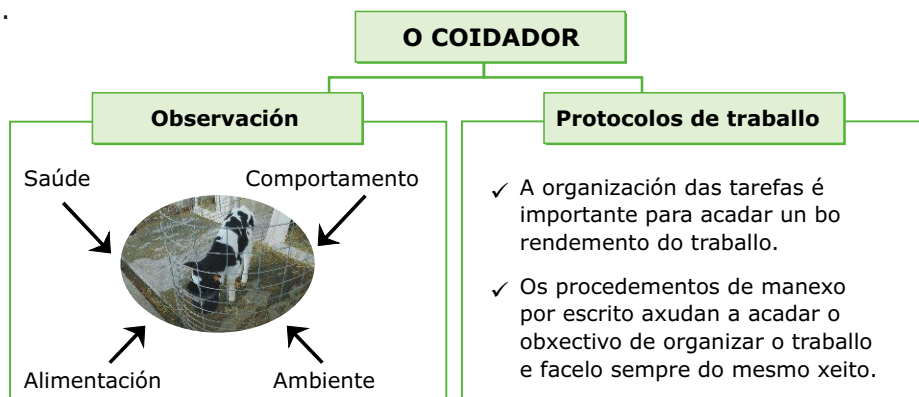 .
O COIDADOR
Observación
Saúde
Comportamento
Alimentación
Ambiente
Protocolos de traballo
✓ A organización das tarefas é
importante para acadar un bo
rendemento do traballo.
✓ Os procedementos de manexo
por escrito axudan a acadar o
obxectivo de organizar o traballo
e facelo sempre do mesmo xeito.